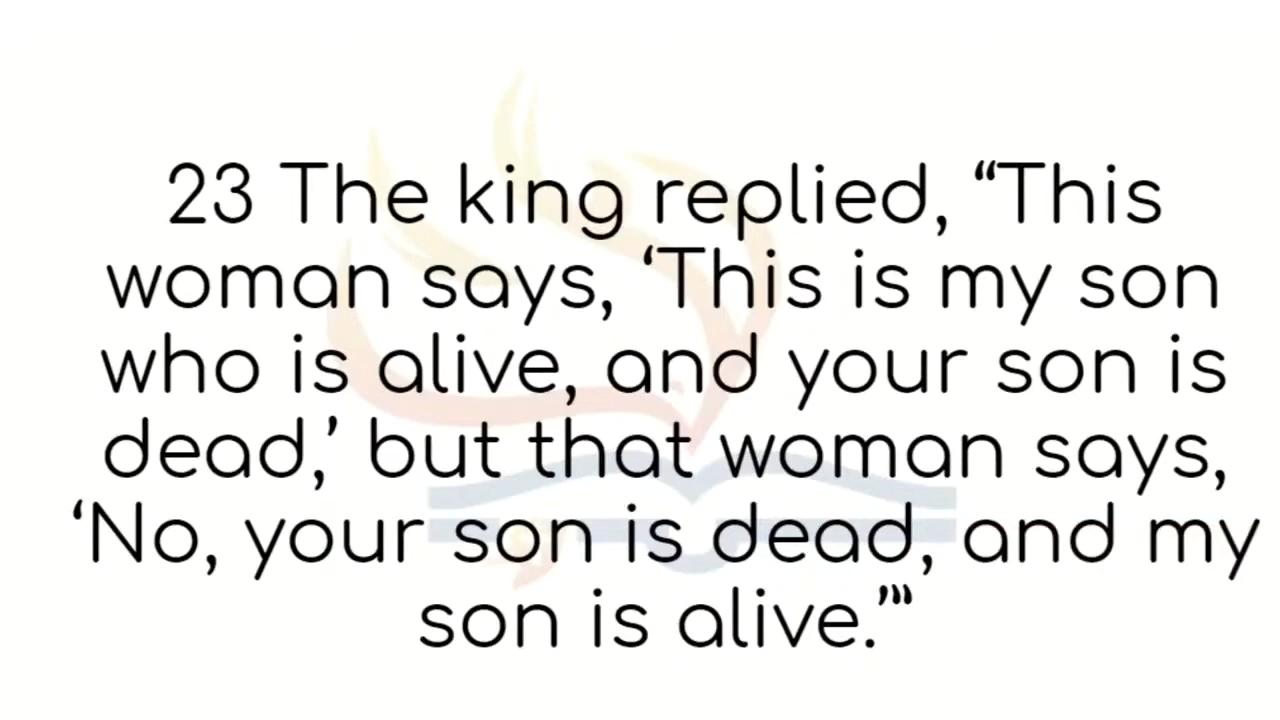 23 The king replied, “This
woman says, ‘This is my son
who is alive, and your son is
dead,’ but that woman says,
‘No, your son is dead, and my
son is alive.’”